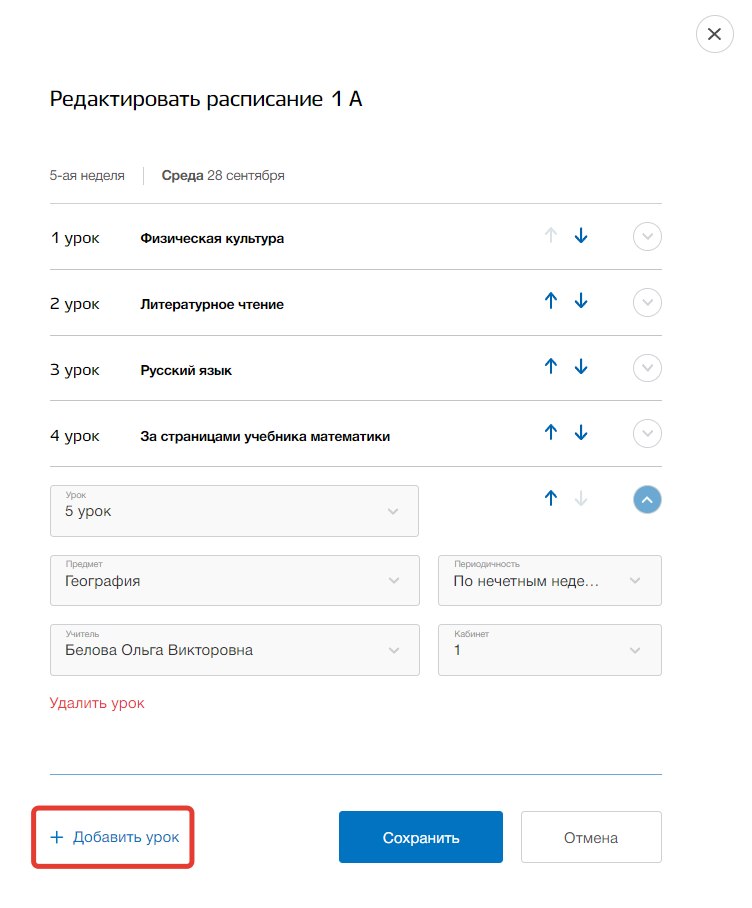 Редактировать расписание 1 А
5-ая неделя Среда 28 сентября
1 урок Физическая культура
2 урок Литературное чтение
3 урок Русский язык
4 урок За страницами учебника математики
Урок
5 урок
Предмет Периодичность
География По нечетным неде...
Учитель Кабинет
Белова Ольга Викторовна 1
Удалить урок
+ Добавить урок Сохранить Отмена